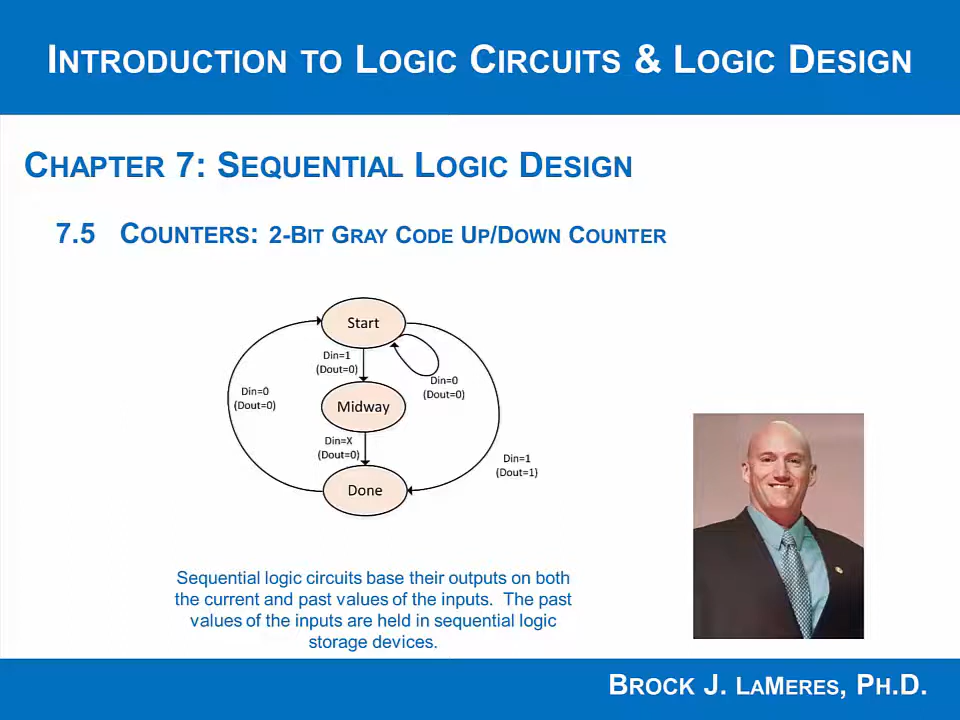 INTRODUCTION TO LOGIC CIRCUITS & LOGIC DESIGN
CHAPTER 7: SEQUENTIAL LOGIC DESIGN
7.5 COUNTERS: 2-BIT GRAY CODE UP/DOWN COUNTER
Start
Din=1
(Dout=0)
Din=0
(Dout=0)
Din=0
(Dout=0)
Midway
Din=X
(Dout=0)
Din=1
(Dout=1)
Done
Sequential logic circuits base their outputs on both
the current and past values of the inputs. The past
values of the inputs are held in sequential logic
storage devices.
BROCK J. LAMERES, PH.D.